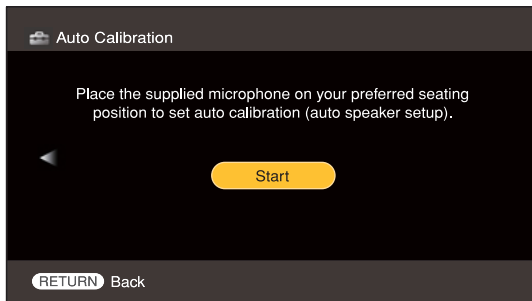 Auto Calibration
Place the supplied microphone on your preferred seating
position to set auto calibration (auto speaker setup).
Start
RETURN Back